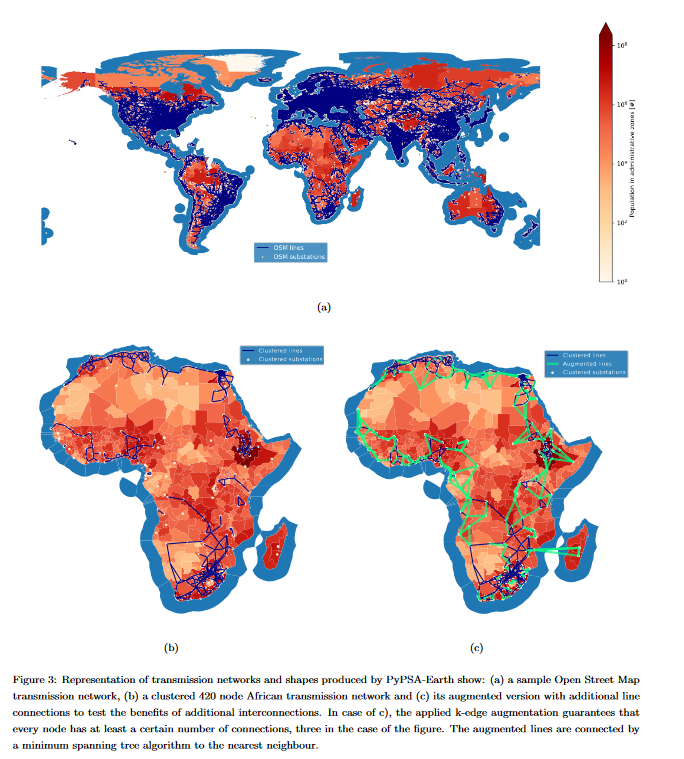 10⁸
10⁶
10⁴
10²
10⁰
Population in administrative zones [#]
OSM lines
OSM substations
(a)
Clustered lines
Clustered substations
Clustered lines
Augmented lines
Clustered substations
(b)
(c)
Figure 3: Representation of transmission networks and shapes produced by PyPSA-Earth show: (a) a sample Open Street Map
transmission network, (b) a clustered 420 node African transmission network and (c) its augmented version with additional line
connections to test the benefits of additional interconnections. In case of c), the applied k-edge augmentation guarantees that
every node has at least a certain number of connections, three in the case of the figure. The augmented lines are connected by
a minimum spanning tree algorithm to the nearest neighbour.